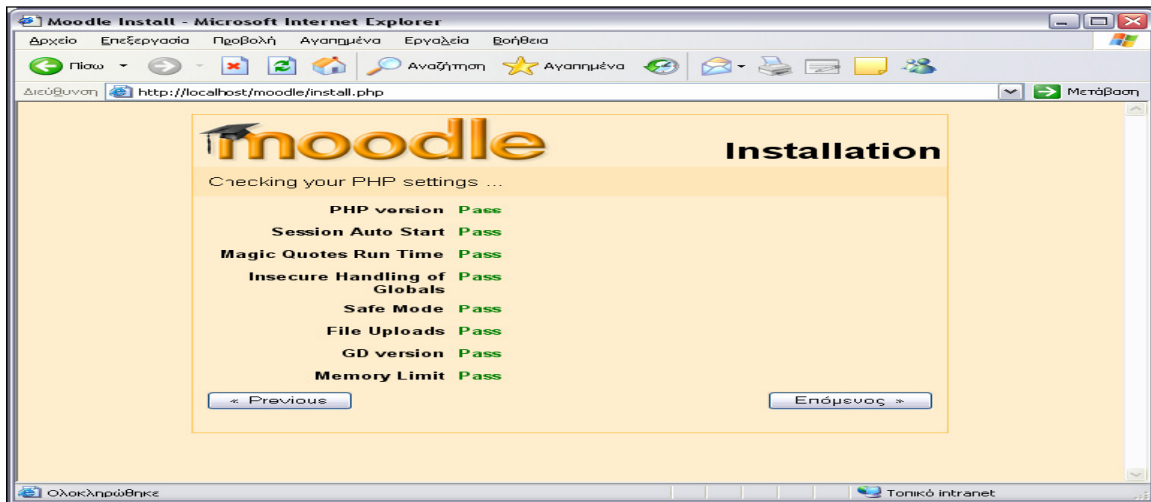 Moodle Install - Microsoft Internet Explorer
Αρχείο Επεξεργασία Προβολή Αγαπημένα Εργαλεία Βοήθεια
Πίσω Αναζήτηση Αγαπημένα
Διεύθυνση http://localhost/moodle/install.php Μετάβαση
moodle Installation
Checking your PHP settings ...
PHP version Pass
Session Auto Start Pass
Magic Quotes Run Time Pass
Insecure Handling of Pass
Globals
Safe Mode Pass
File Uploads Pass
GD version Pass
Memory Limit Pass
« Previous Επόμενος »
Ολοκληρώθηκε Τοπικό intranet